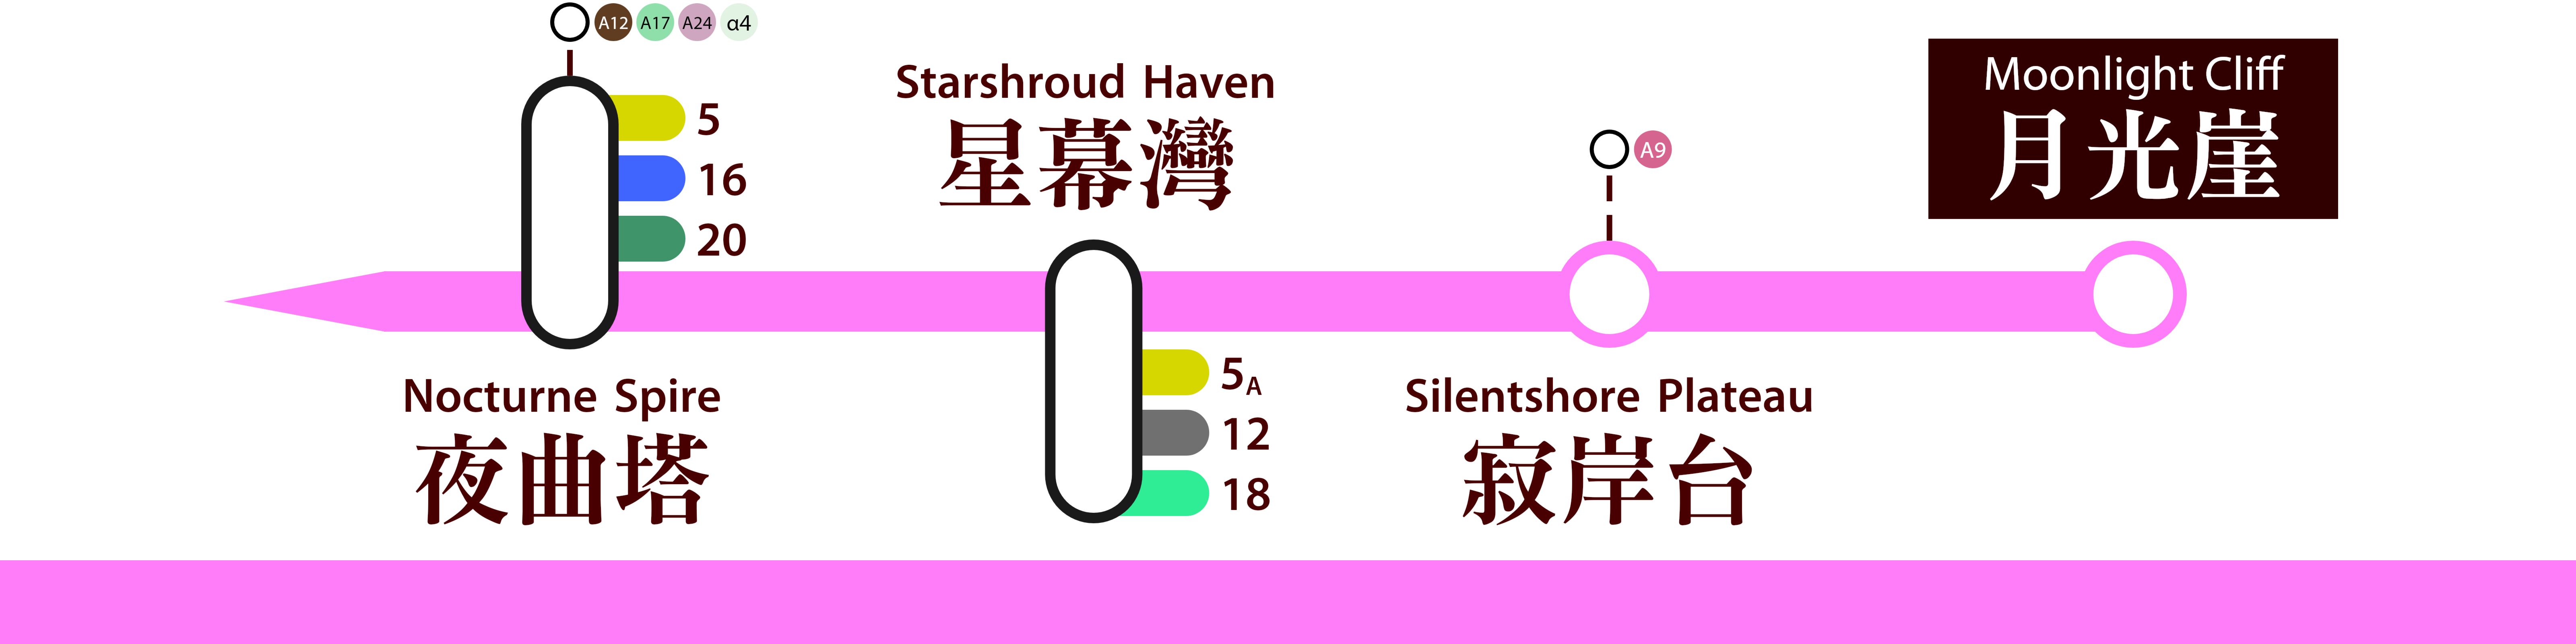 A12 A17 A24 α4
5
16
20
Nocturne Spire
夜曲塔
Starshroud Haven
星幕灣
5A
12
18
A9
Silentshore Plateau
寂岸台
Moonlight Cliff
月光崖